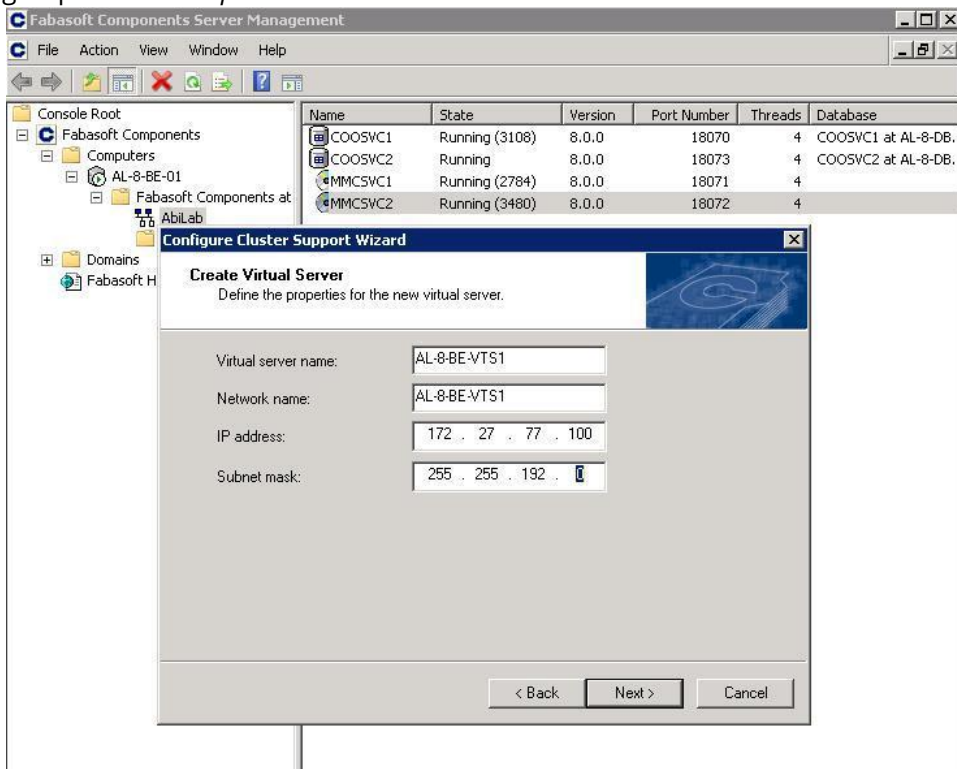 Fabasoft Components Server Management
File Action View Window Help
Console Root
Fabasoft Components
Computers
AL-8-BE-01
Fabasoft Components at
AbiLab
Domains
Fabasoft H
Name State Version Port Number Threads Database
COOSVC1 Running (3108) 8.0.0 18070 4 COOSVC1 at AL-8-DB.
COOSVC2 Running 8.0.0 18073 4 COOSVC2 at AL-8-DB.
MMCSVC1 Running (2784) 8.0.0 18071 4
MMCSVC2 Running (3480) 8.0.0 18072 4
Configure Cluster Support Wizard
Create Virtual Server
Define the properties for the new virtual server.
Virtual server name: AL-8-BE-VTS1
Network name: AL-8-BE-VTS1
IP address: 172 . 27 . 77 . 100
Subnet mask: 255 . 255 . 192 . 0
< Back Next > Cancel